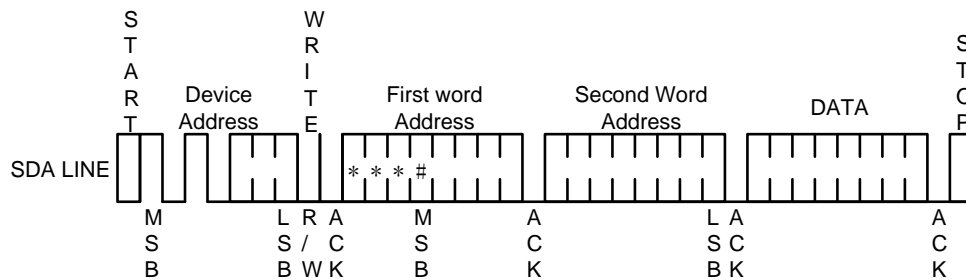 START
WRITE
STOP
Device
Address
First word
Address
Second Word
Address
DATA
SDA LINE
* * * #
MSB
LSB
R/W
ACK
MSB
ACK
LSB
ACK
ACK